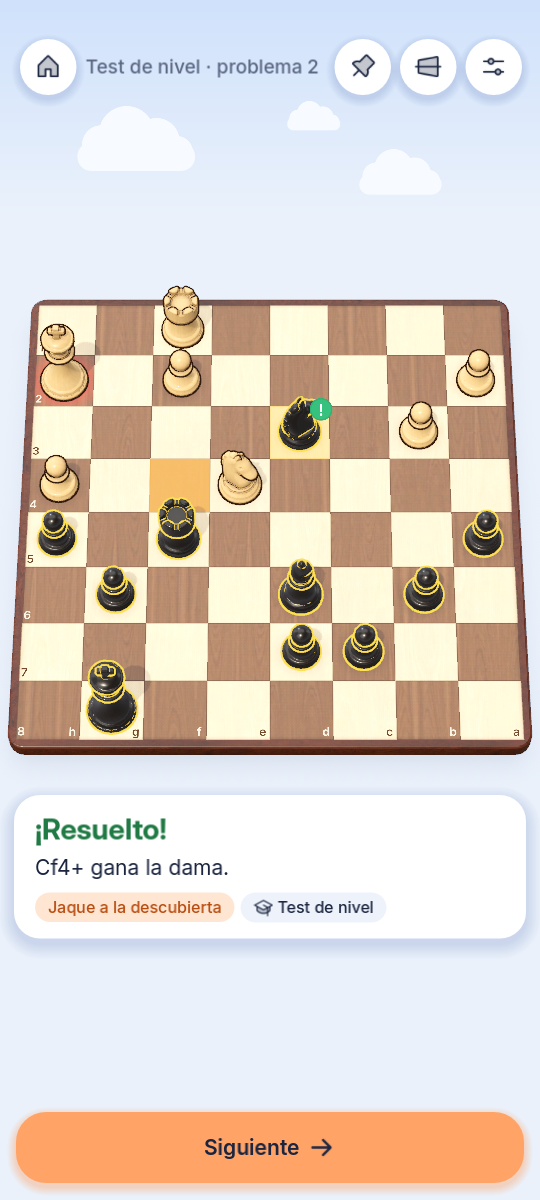 Test de nivel · problema 2
!
2
3
4
5
6
7
8 h g f e d c b a
¡Resuelto!
Cf4+ gana la dama.
Jaque a la descubierta Test de nivel
Siguiente →